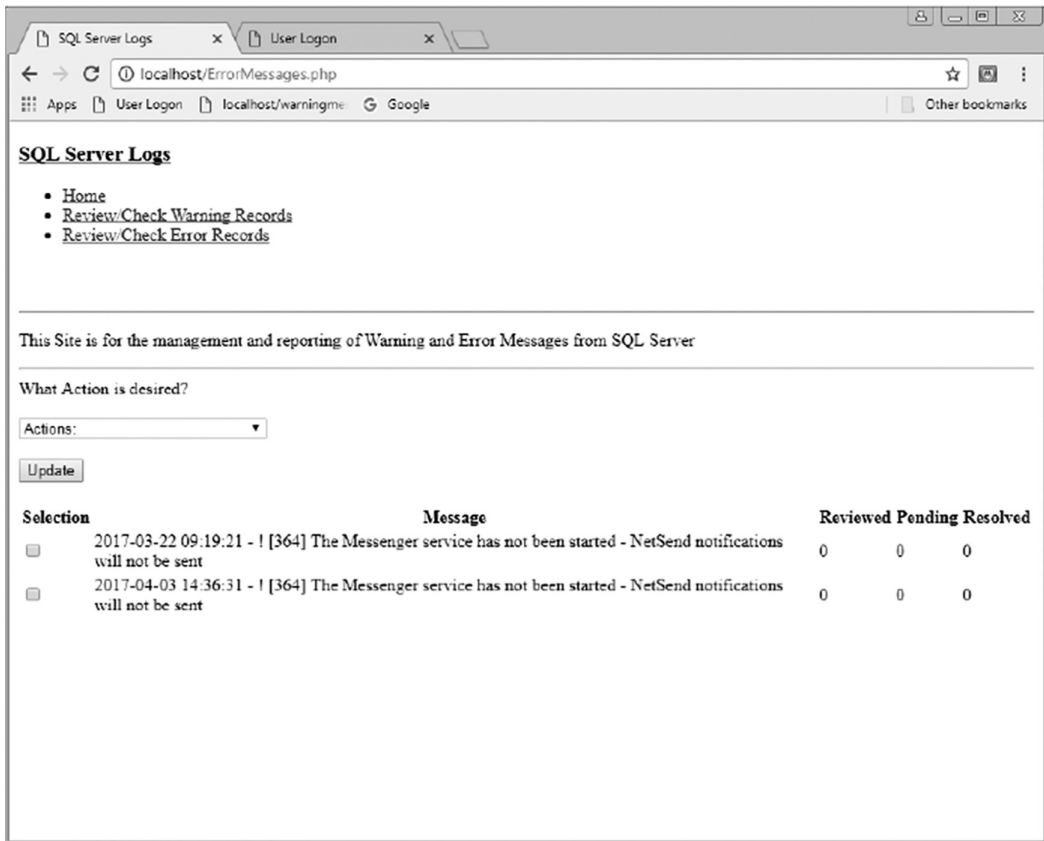 SQL Server Logs
User Logon
localhost/ErrorMessages.php
Apps
User Logon
localhost/warningme
Google
Other bookmarks
SQL Server Logs
Home
Review/Check Warning Records
Review/Check Error Records
This Site is for the management and reporting of Warning and Error Messages from SQL Server
What Action is desired?
Actions:
Update
Selection Message Reviewed Pending Resolved
2017-03-22 09:19:21 - ! [364] The Messenger service has not been started - NetSend notifications 0 0 0
will not be sent
2017-04-03 14:36:31 - ! [364] The Messenger service has not been started - NetSend notifications 0 0 0
will not be sent